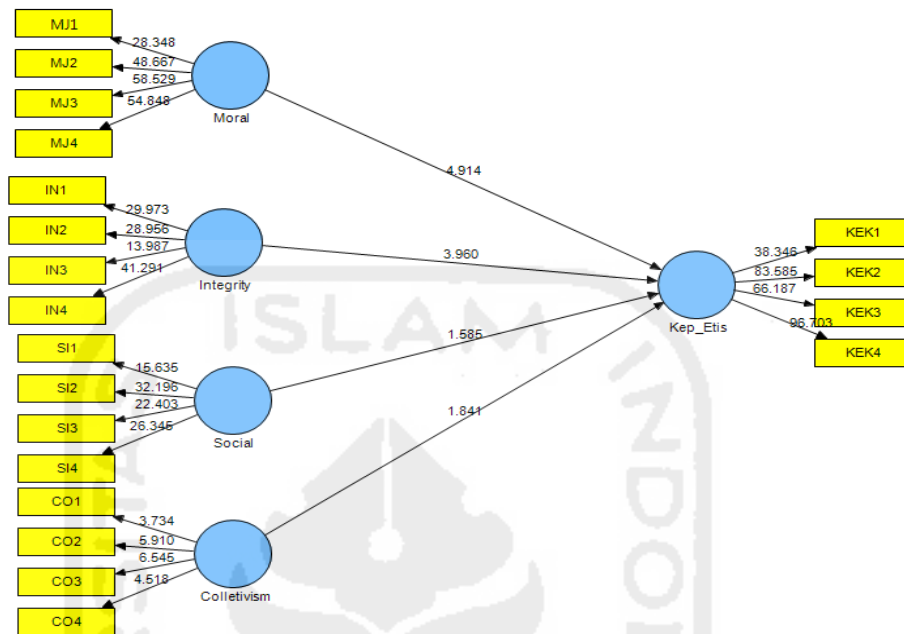 MJ1
28.348
MJ2
48.667
MJ3
58.529
MJ4
54.848
Moral
4.914
IN1
29.973
IN2
28.956
IN3
13.987
IN4
41.291
Integrity
3.960
SI1
15.635
SI2
32.196
SI3
22.403
SI4
26.345
Social
1.585
CO1
3.734
CO2
5.910
CO3
6.545
CO4
4.518
Colletivism
1.841
Kep_Etis
KEK1
38.346
KEK2
83.585
KEK3
66.187
KEK4
96.703
ISLAM
INDO